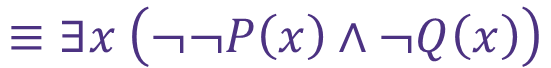 ≡ ∃x (¬¬P(x) ∧ ¬Q(x))